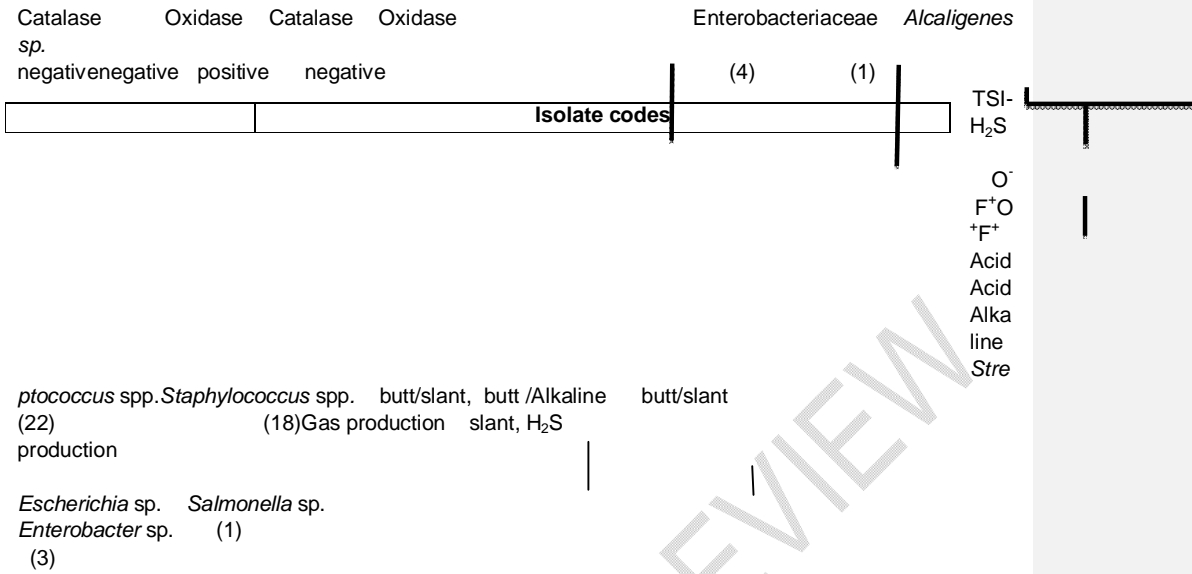 Catalase Oxidase Catalase Oxidase Enterobacteriaceae Alcaligenes
sp.
negativenegative positive negative (4) (1)
Isolate codes
TSI-
H₂S
O⁻
F⁺O
⁺F⁺
Acid
Acid
Alka
line
Stre
ptococcus spp.Staphylococcus spp. butt/slant, butt /Alkaline butt/slant
(22) (18)Gas production slant, H₂S
production
Escherichia sp. Salmonella sp.
Enterobacter sp. (1)
(3)
EVIEW